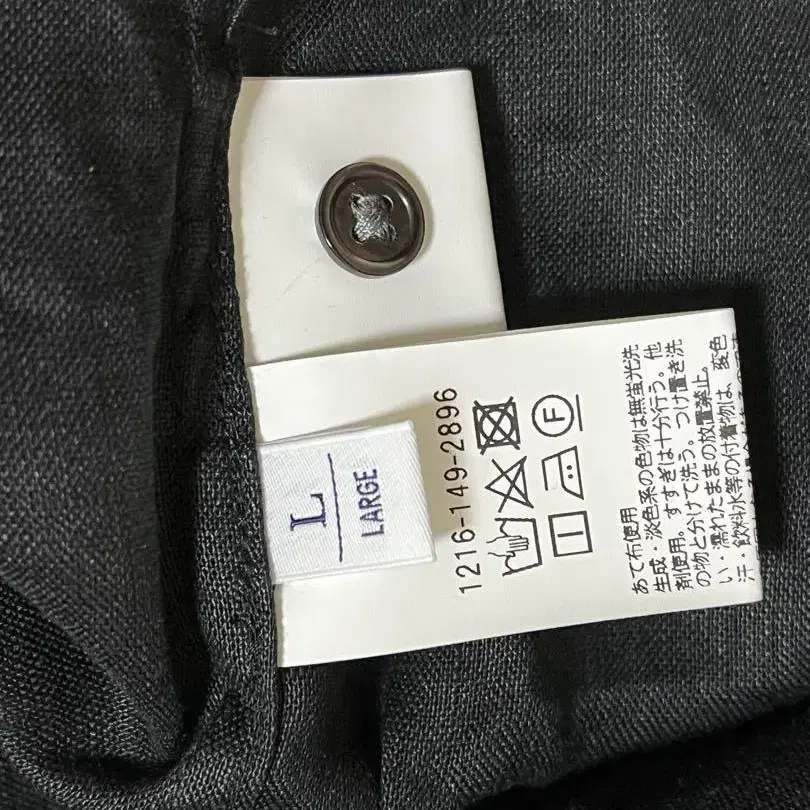 L
LARGE
1216-149-2896
F
あて布使用
生成・淡色系の色物は無蛍光洗
剤使用。すすぎは十分行う。他
の物と分けて洗う。つけ置き洗
い・濡れたままの放置禁止。
汗・飲料水等の付着物は、変色